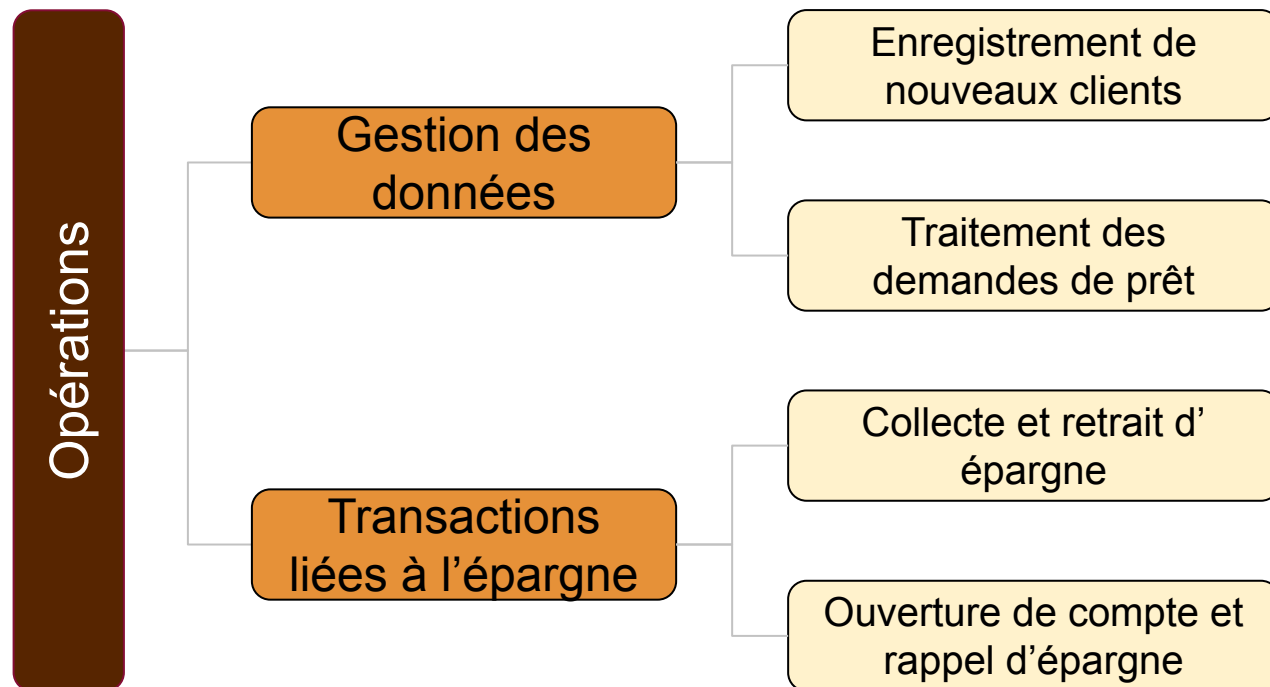 Opérations
Gestion des
données
Enregistrement de
nouveaux clients
Traitement des
demandes de prêt
Transactions
liées à l’épargne
Collecte et retrait d’
épargne
Ouverture de compte et
rappel d’épargne